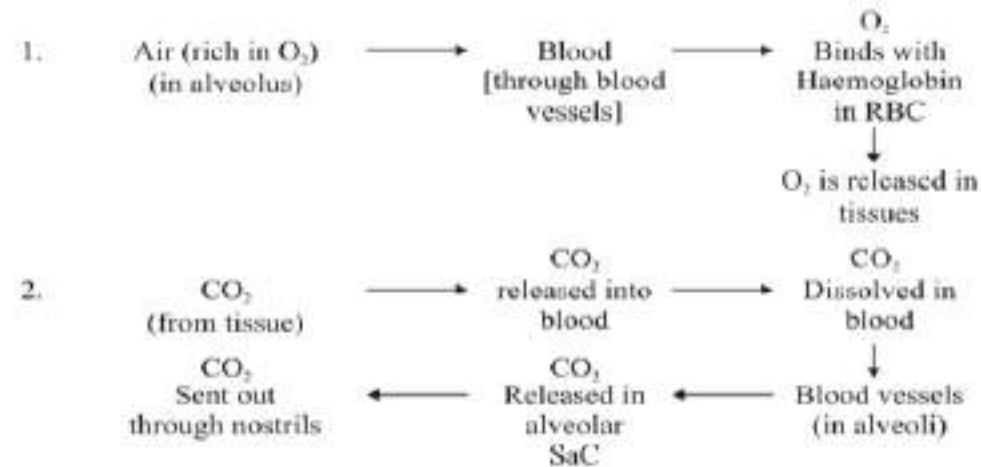 1.
Air (rich in O₂)
(in alveolus)
Blood
[through blood
vessels]
O₂
Binds with
Haemoglobin
in RBC
O₂ is released in
tissues
2.
CO₂
(from tissue)
CO₂
released into
blood
CO₂
Dissolved in
blood
Blood vessels
(in alveoli)
CO₂
Released in
alveolar
SaC
CO₂
Sent out
through nostrils